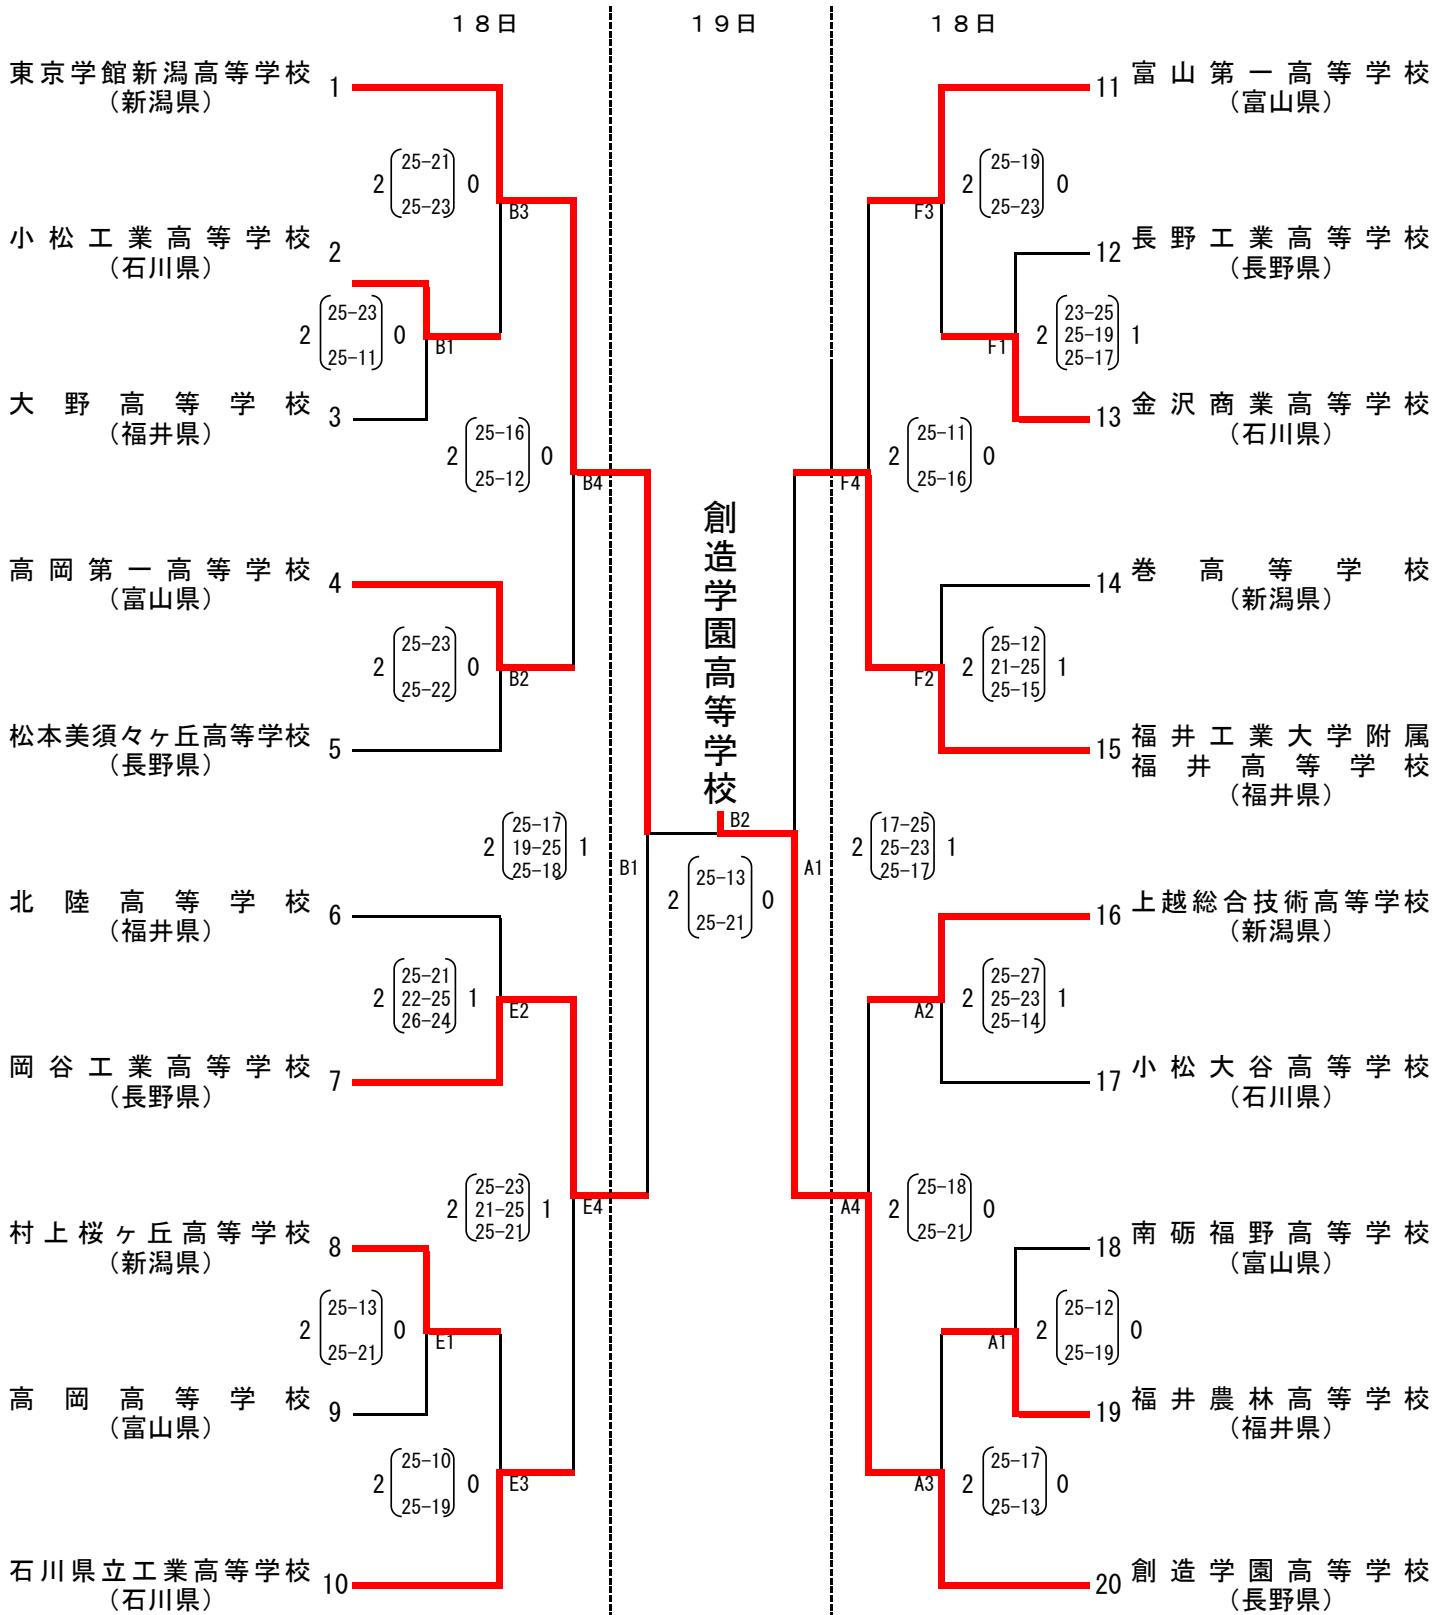 １８日
１９日
１８日
東京学館新潟高等学校
（新潟県）
1
2 25-21 0
25-23
B3
小松工業高等学校
（石川県）
2
2 25-23 0
25-11
B1
大野高等学校
（福井県）
3
2 25-16 0
25-12
B4
高岡第一高等学校
（富山県）
4
2 25-23 0
25-22
B2
松本美須々ヶ丘高等学校
（長野県）
5
25-17
2 19-25 1
25-18
B1
北陸高等学校
（福井県）
6
25-21
2 22-25 1
26-24
E2
岡谷工業高等学校
（長野県）
7
25-23
2 21-25 1
25-21
E4
村上桜ヶ丘高等学校
（新潟県）
8
2 25-13 0
25-21
E1
高岡高等学校
（富山県）
9
2 25-10 0
25-19
E3
石川県立工業高等学校
（石川県）
10
創造学園高等学校
B2
2 25-13 0
25-21
11
富山第一高等学校
（富山県）
2 25-19 0
25-23
F3
12
長野工業高等学校
（長野県）
23-25
2 25-19 1
25-17
F1
13
金沢商業高等学校
（石川県）
2 25-11 0
25-16
F4
14
巻高等学校
（新潟県）
25-12
2 21-25 1
25-15
F2
15
福井工業大学附属
福井高等学校
（福井県）
17-25
2 25-23 1
25-17
A1
16
上越総合技術高等学校
（新潟県）
25-27
2 25-23 1
25-14
A2
17
小松大谷高等学校
（石川県）
2 25-18 0
25-21
A4
18
南砺福野高等学校
（富山県）
2 25-12 0
25-19
A1
19
福井農林高等学校
（福井県）
2 25-17 0
25-13
A3
20
創造学園高等学校
（長野県）